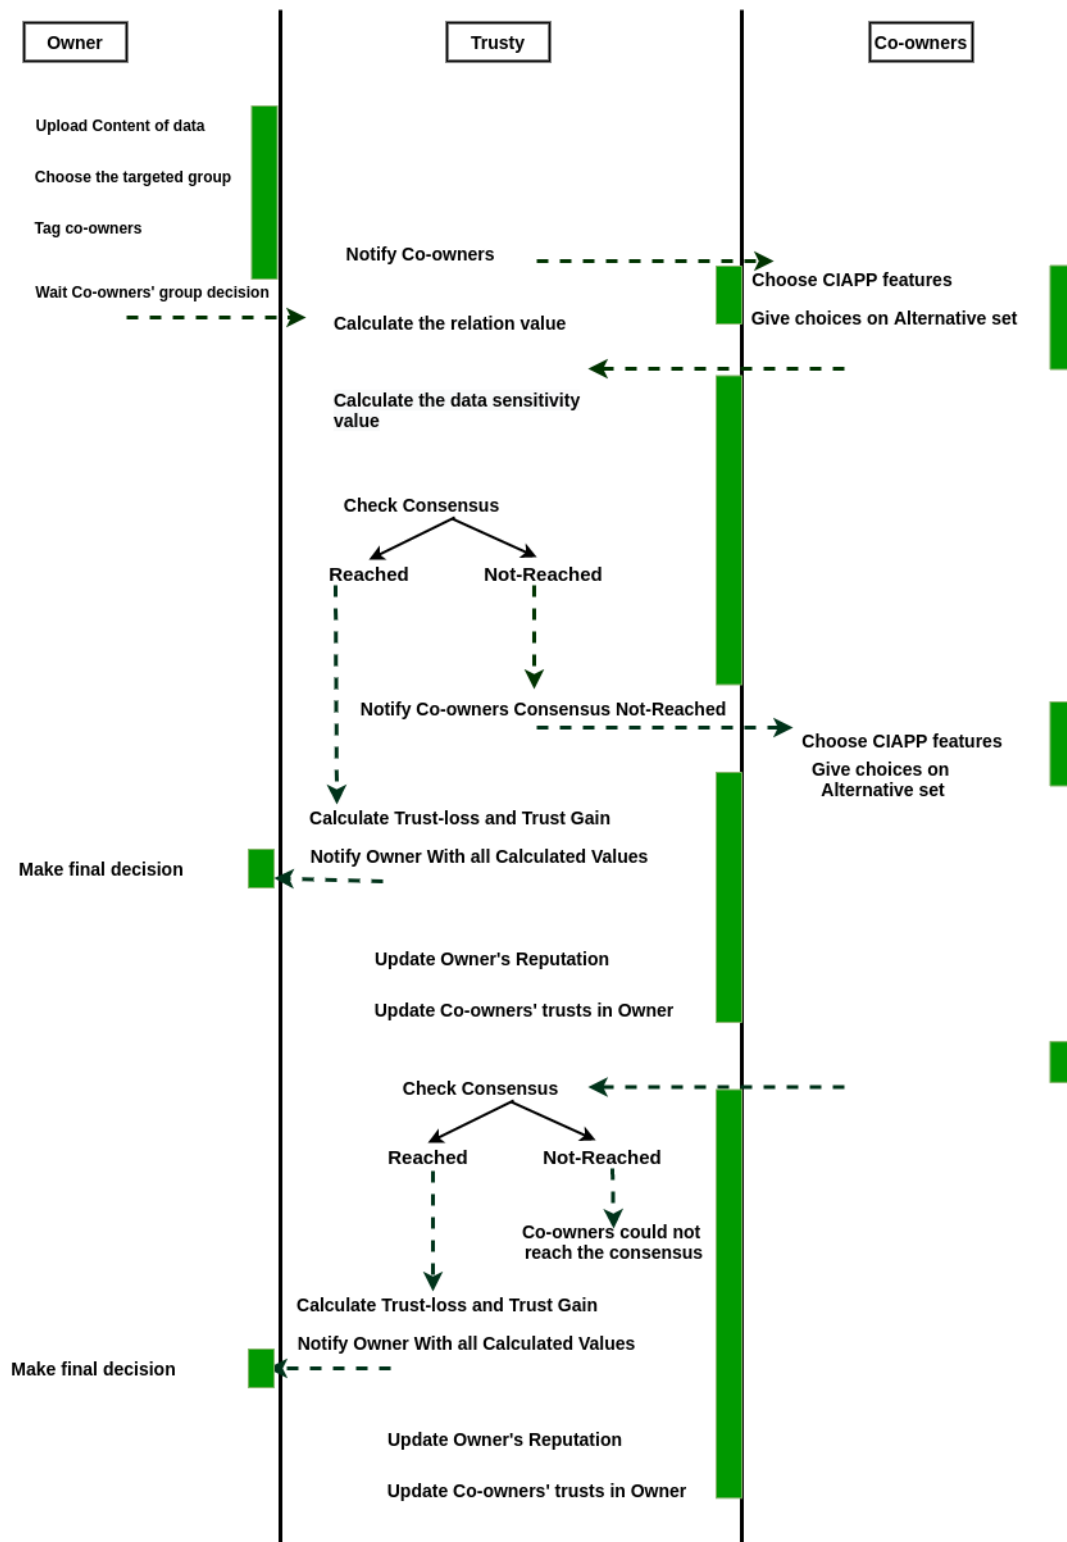 Owner
Trusty
Co-owners
Upload Content of data
Choose the targeted group
Tag co-owners
Notify Co-owners
Choose CIAPP features
Wait Co-owners' group decision
Give choices on Alternative set
Calculate the relation value
Calculate the data sensitivity
value
Check Consensus
Reached
Not-Reached
Notify Co-owners Consensus Not-Reached
Choose CIAPP features
Give choices on
Alternative set
Calculate Trust-loss and Trust Gain
Notify Owner With all Calculated Values
Make final decision
Update Owner's Reputation
Update Co-owners' trusts in Owner
Check Consensus
Reached
Not-Reached
Co-owners could not
reach the consensus
Calculate Trust-loss and Trust Gain
Notify Owner With all Calculated Values
Make final decision
Update Owner's Reputation
Update Co-owners' trusts in Owner